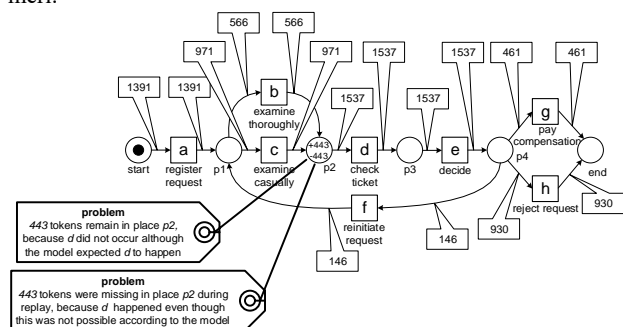 566 566
971 971 1537 1537 461 461
1391 1391 1537
b
examine
thoroughly
g
pay
compensation
a
c
+443
-443
d
e
start
register
request
p1
examine
casually
p2
check
ticket
p3
decide
p4
end
h
reject request
f
reinitiate
request
930
930
146
146
problem
443 tokens remain in place p2,
because d did not occur although
the model expected d to happen
problem
443 tokens were missing in place p2 during
replay, because d happened even though
this was not possible according to the model